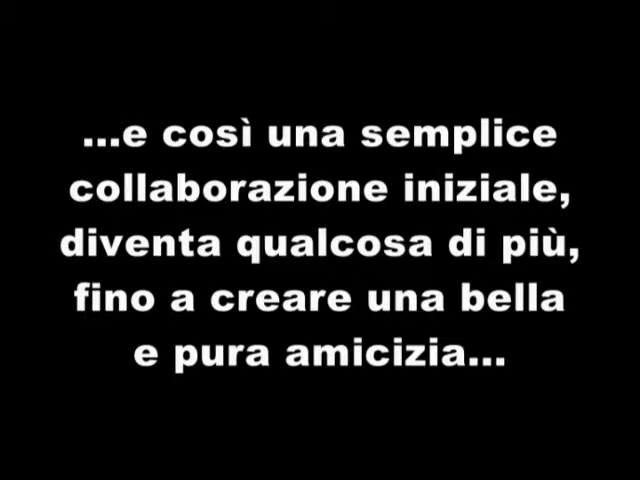 ...e così una semplice
collaborazione iniziale,
diventa qualcosa di più,
fino a creare una bella
e pura amicizia...